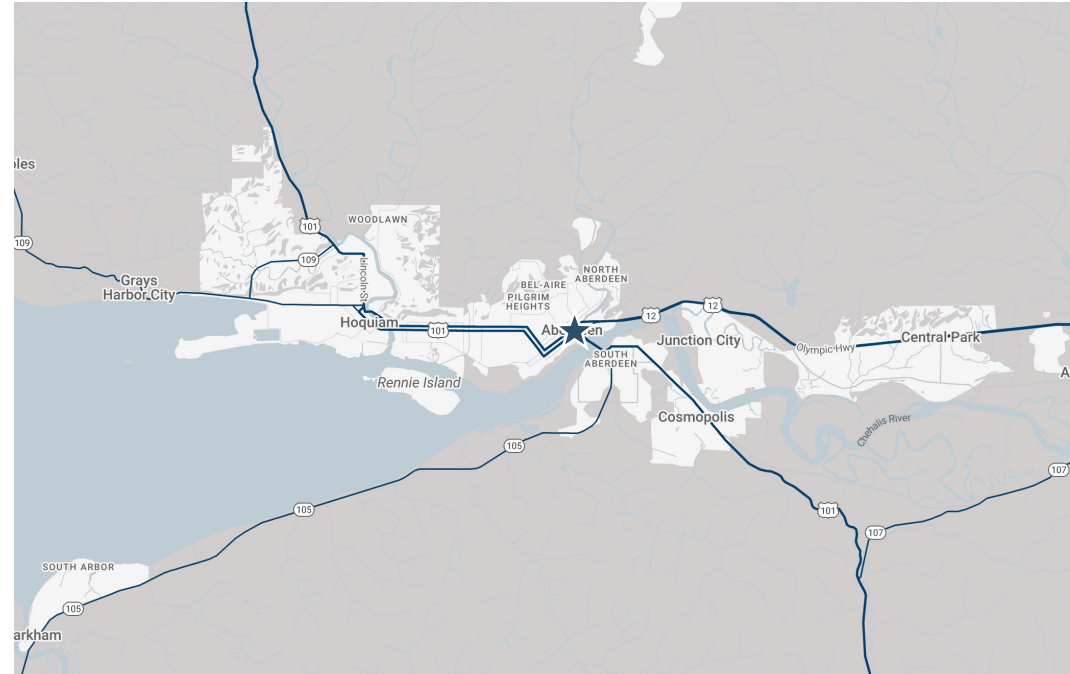 oles
WOODLAWN
101
109
109
Lincoln St
Grays
Harbor City
NORTH
ABERDEEN
BEL-AIRE
PILGRIM
HEIGHTS
12
12
Hoquiam
101
Junction City
Olympic Hwy
Central Park
SOUTH
ABERDEEN
A
Rennie Island
Cosmopolis
Chehalis River
105
107
105
101
107
SOUTH ARBOR
105
arkham